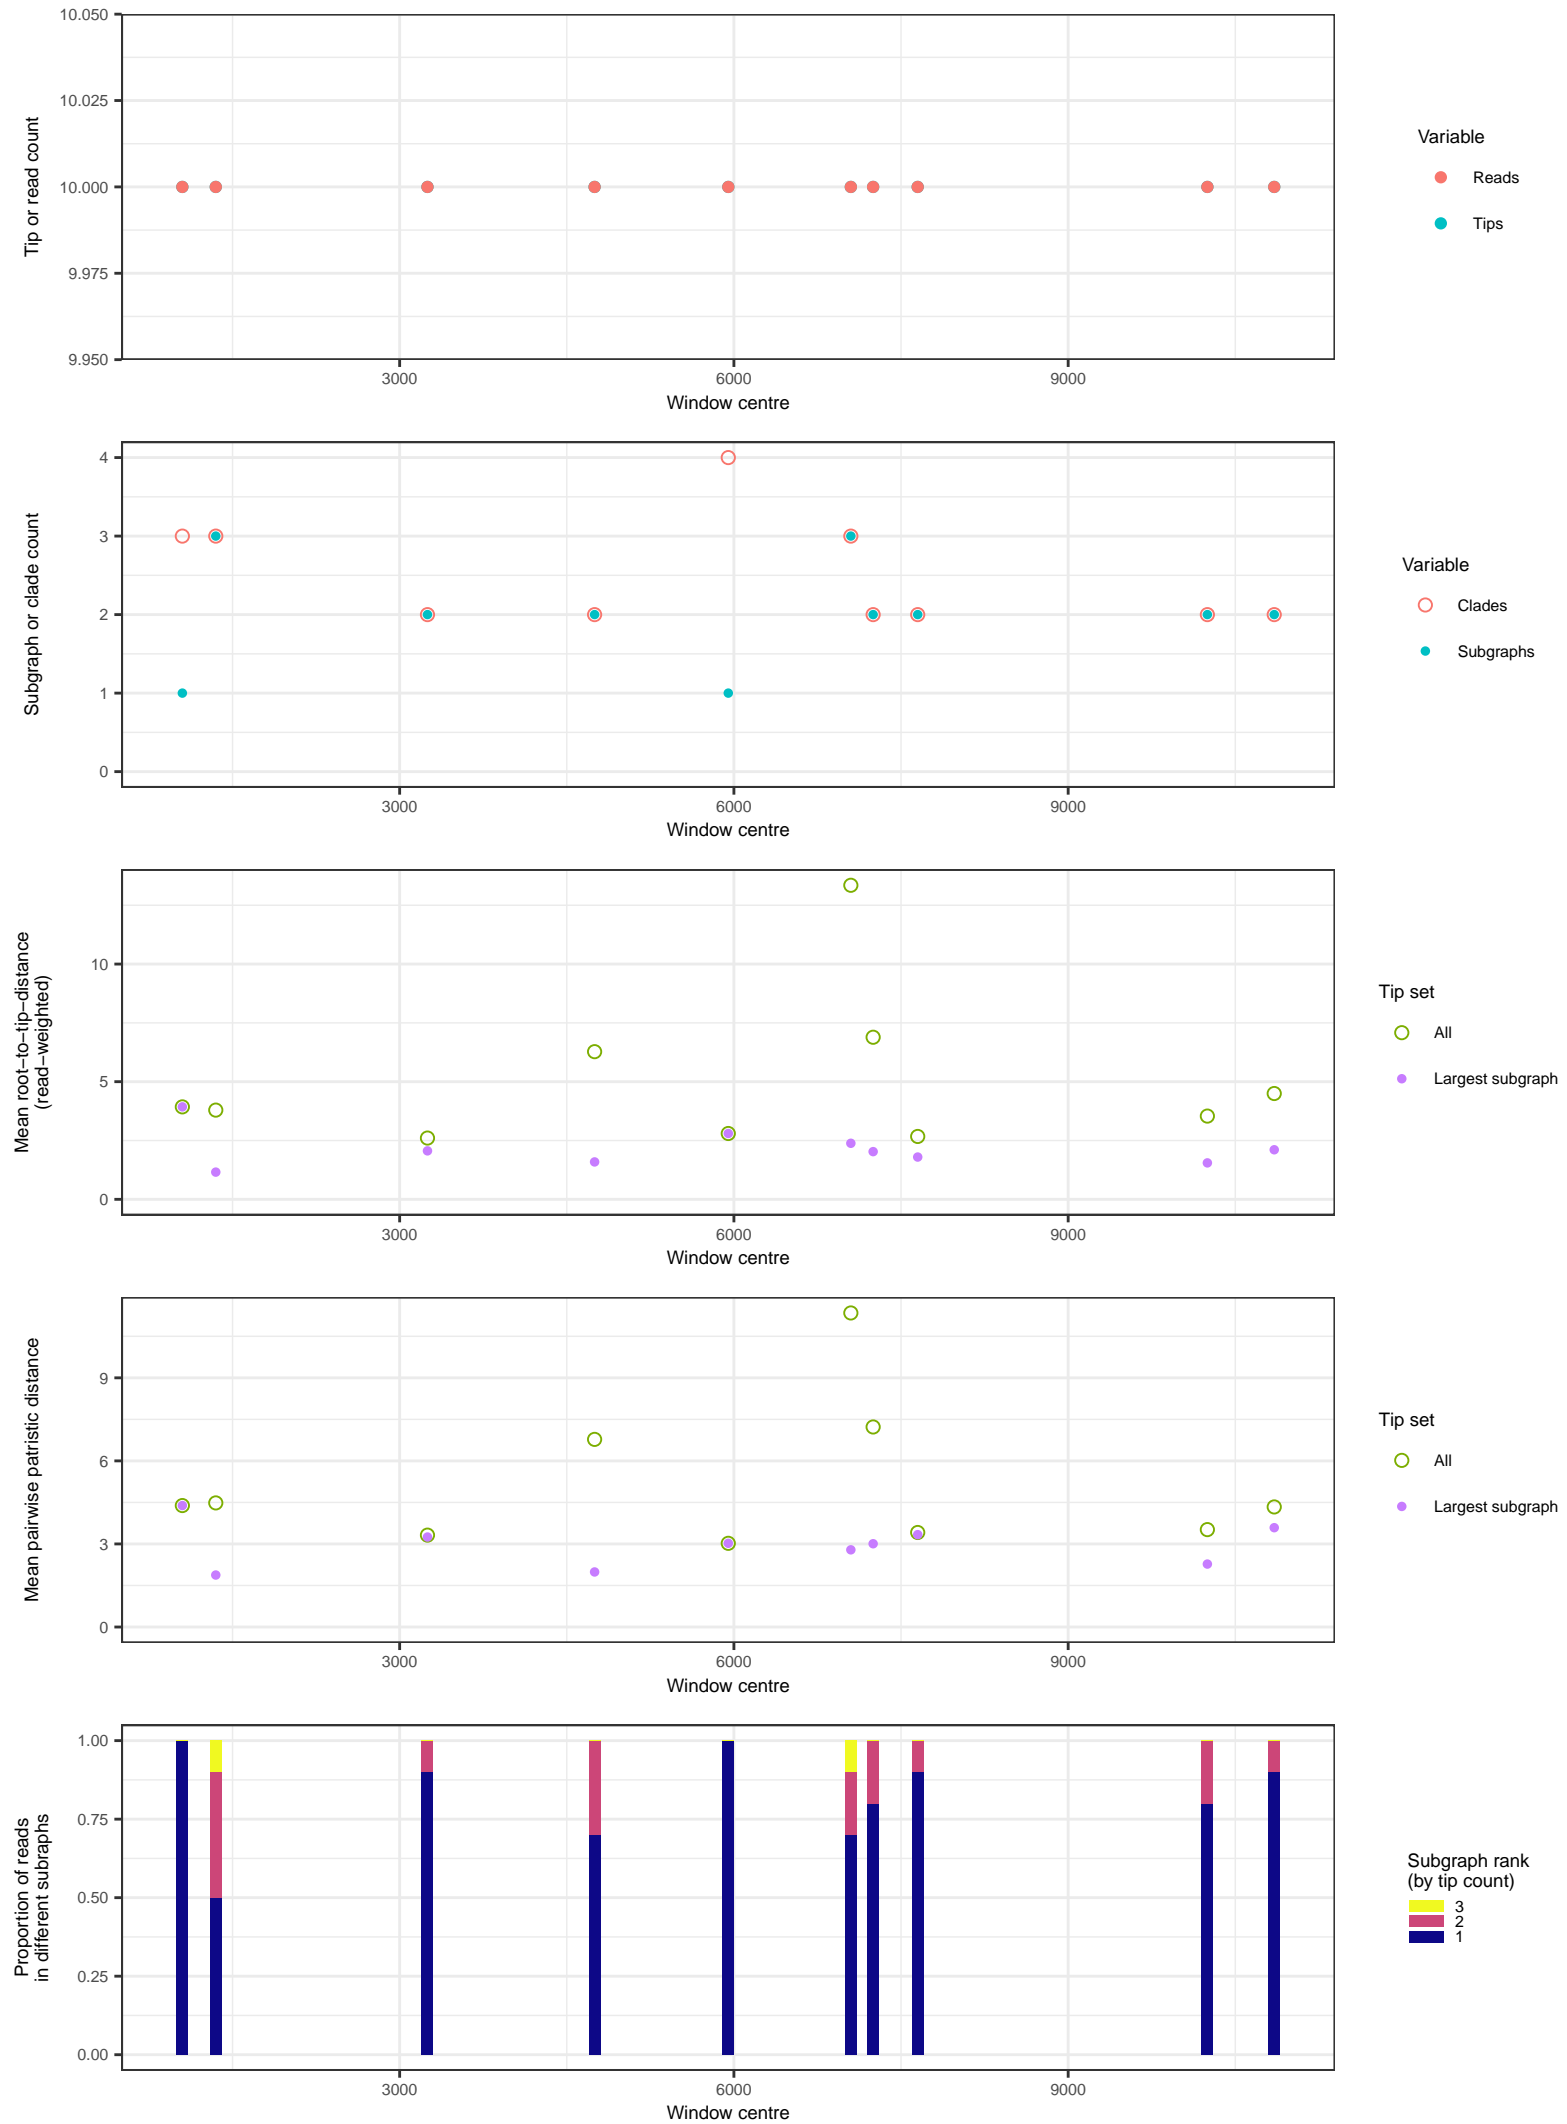 10.050
10.025
10.000
9.975
9.950
Tip or read count
3000
6000
9000
Window centre
Variable
Reads
Tips
4
3
2
1
0
Subgraph or clade count
3000
6000
9000
Window centre
Variable
Clades
Subgraphs
10
5
0
Mean root−to−tip−distance
(read−weighted)
3000
6000
9000
Window centre
Tip set
All
Largest subgraph
9
6
3
0
Mean pairwise patristic distance
3000
6000
9000
Window centre
Tip set
All
Largest subgraph
1.00
0.75
0.50
0.25
0.00
Proportion of reads
in different subraphs
3000
6000
9000
Window centre
Subgraph rank
(by tip count)
3
2
1